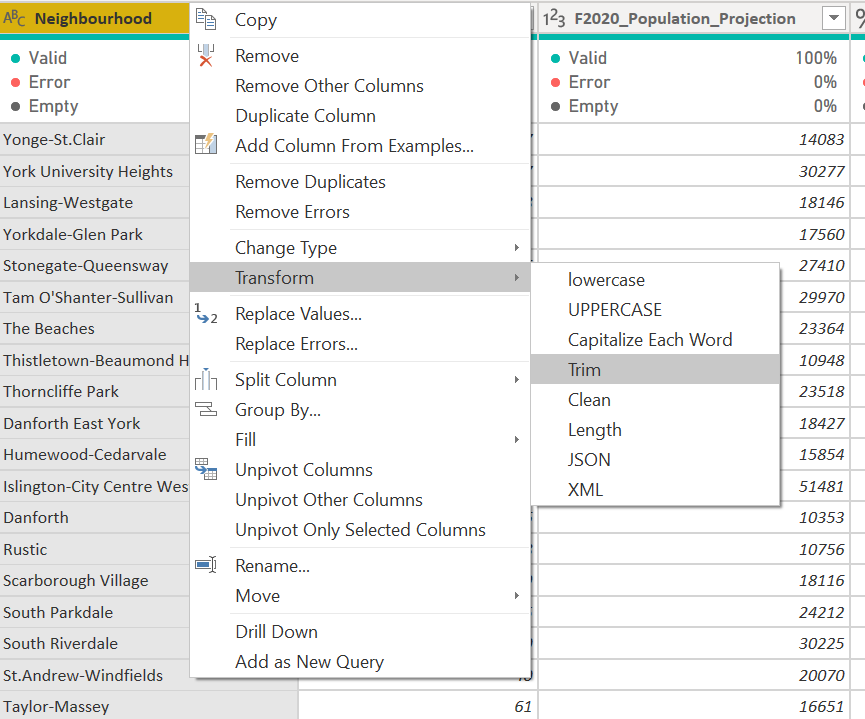 ABC Neighbourhood
123 F2020_Population_Projection %
Valid
Error
Empty
Valid 100%
Error 0%
Empty 0%
Yonge-St.Clair 14083
York University Heights 30277
Lansing-Westgate 18146
Yorkdale-Glen Park 17560
Stonegate-Queensway 27410
Tam O'Shanter-Sullivan 29970
The Beaches 23364
Thistletown-Beaumond H 10948
Thorncliffe Park 23518
Danforth East York 18427
Humewood-Cedarvale 15854
Islington-City Centre Wes 51481
Danforth 10353
Rustic 10756
Scarborough Village 18116
South Parkdale 24212
South Riverdale 30225
St.Andrew-Windfields 20070
Taylor-Massey 61 16651
Copy
Remove
Remove Other Columns
Duplicate Column
Add Column From Examples...
Remove Duplicates
Remove Errors
Change Type
Transform
Replace Values...
Replace Errors...
Split Column
Group By...
Fill
Unpivot Columns
Unpivot Other Columns
Unpivot Only Selected Columns
Rename...
Move
Drill Down
Add as New Query
lowercase
UPPERCASE
Capitalize Each Word
Trim
Clean
Length
JSON
XML